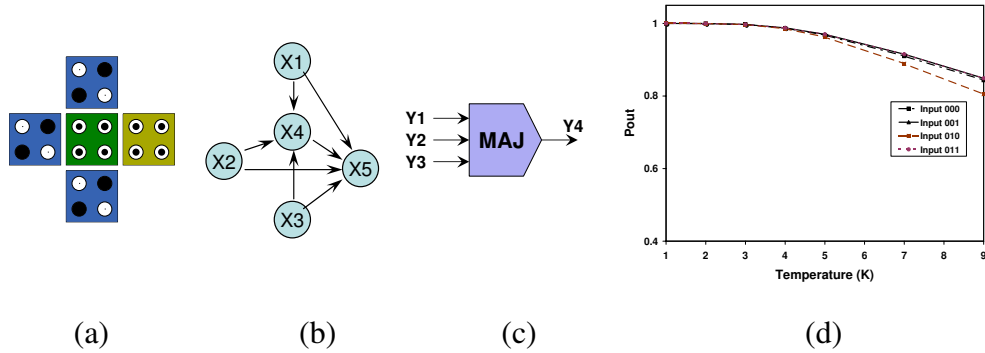 X1
X4
X2
X5
X3
Y1
Y2
Y3
MAJ
Y4
1
0.8
0.6
0.4
Pout
Input 000
Input 001
Input 010
Input 011
1 2 3 4 5 6 7 8 9
Temperature (K)
(a) (b) (c) (d)